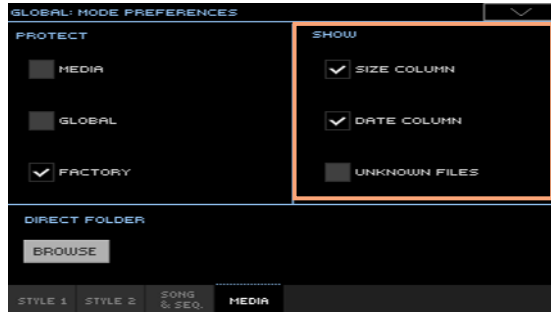 GLOBAL: MODE PREFERENCES
PROTECT
MEDIA
GLOBAL
FACTORY
SHOW
SIZE COLUMN
DATE COLUMN
UNKNOWN FILES
DIRECT FOLDER
BROWSE
STYLE 1
STYLE 2
SONG
& SEQ.
MEDIA